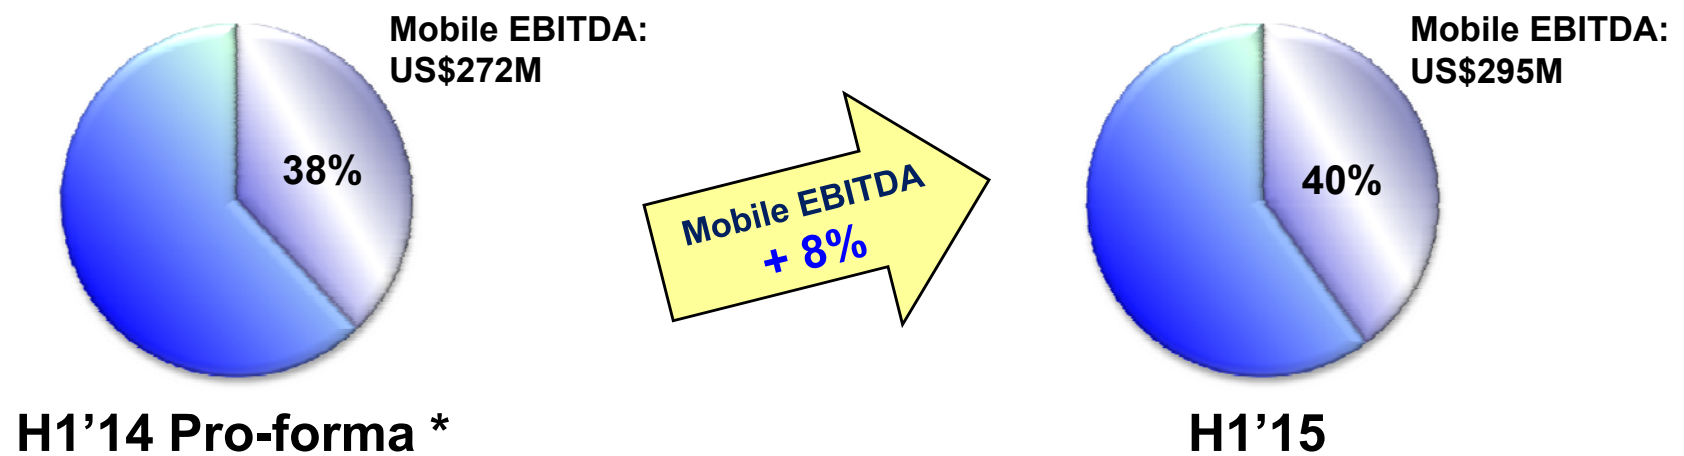 Mobile EBITDA:
US$272M
38%
H1’14 Pro-forma *
Mobile EBITDA
+ 8%
Mobile EBITDA:
US$295M
40%
H1’15